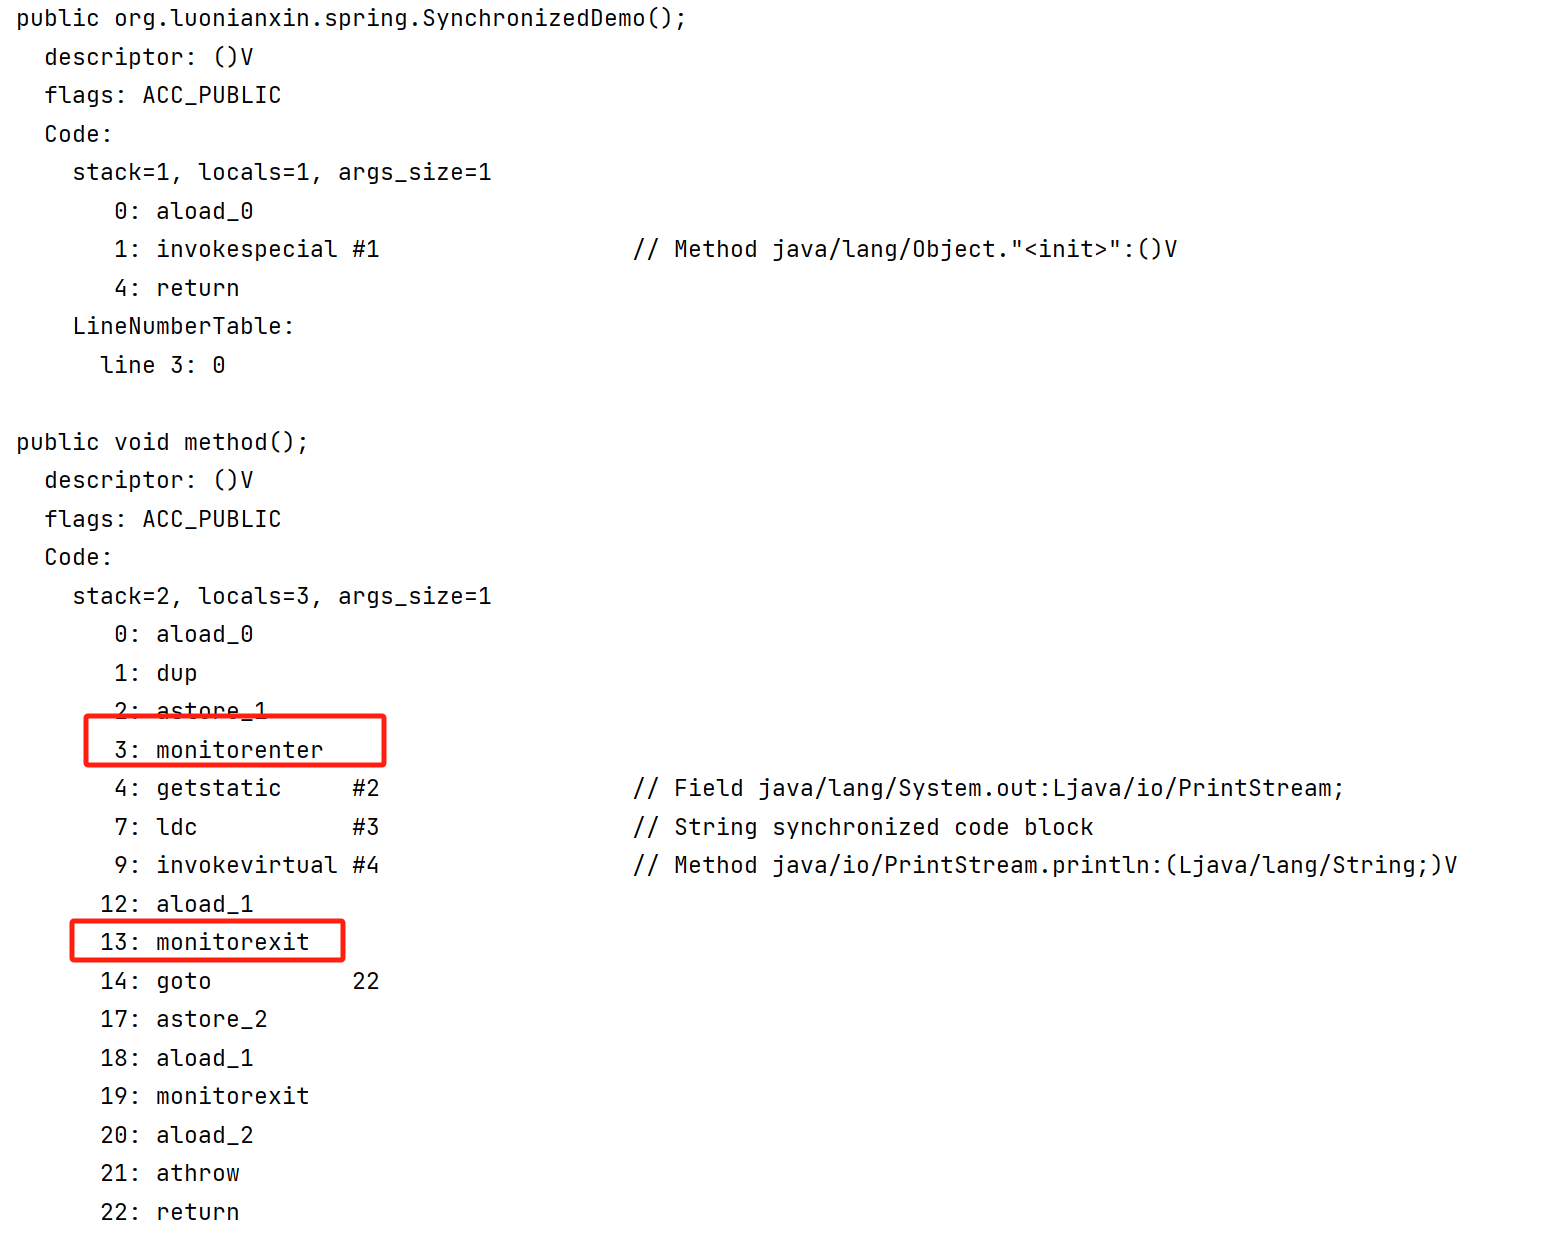 public org.luonianxin.spring.SynchronizedDemo();
  descriptor: ()V
  flags: ACC_PUBLIC
  Code:
    stack=1, locals=1, args_size=1
       0: aload_0
       1: invokespecial #1                  // Method java/lang/Object."<init>":()V
       4: return
    LineNumberTable:
      line 3: 0

public void method();
  descriptor: ()V
  flags: ACC_PUBLIC
  Code:
    stack=2, locals=3, args_size=1
       0: aload_0
       1: dup
       2: astore_1
       3: monitorenter
       4: getstatic     #2                  // Field java/lang/System.out:Ljava/io/PrintStream;
       7: ldc           #3                  // String synchronized code block
       9: invokevirtual #4                  // Method java/io/PrintStream.println:(Ljava/lang/String;)V
      12: aload_1
      13: monitorexit
      14: goto          22
      17: astore_2
      18: aload_1
      19: monitorexit
      20: aload_2
      21: athrow
      22: return